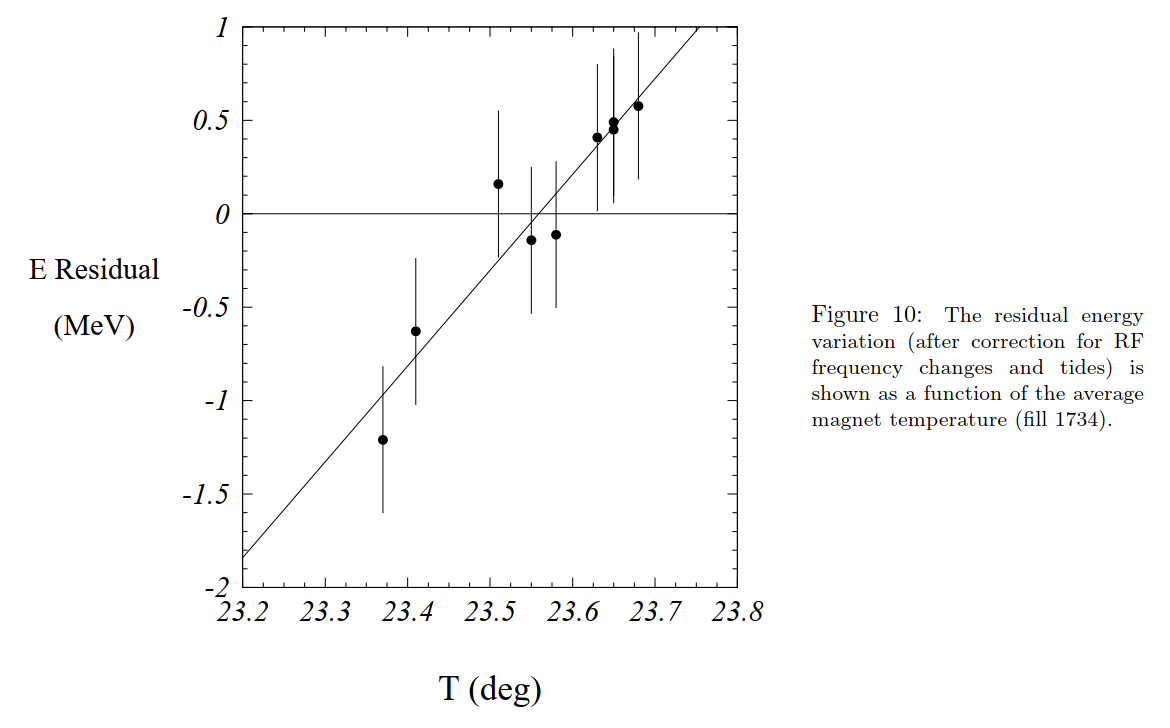 1
0.5
0
-0.5
-1
-1.5
-2
E Residual
(MeV)
23.2 23.3 23.4 23.5 23.6 23.7 23.8
T (deg)
Figure 10: The residual energy
variation (after correction for RF
frequency changes and tides) is
shown as a function of the average
magnet temperature (fill 1734).